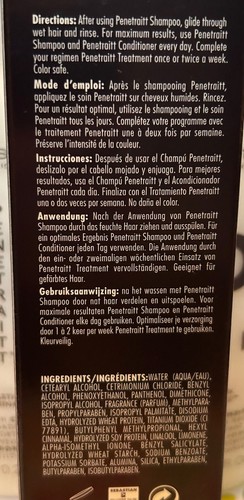 Directions: After using Penetraitt Shampoo, glide through
wet hair and rinse. For maximum results, use Penetraitt
Shampoo and Penetraitt Conditioner every day. Complete
your regimen Penetraitt Treatment once or twice a week.
Color safe.
Mode d'emploi: Après le shampooing Penetraitt,
appliquez le soin Penetraitt sur cheveux humides. Rincez.
Pour un résultat optimal, utilisez le shampooing et le soin
Penetraitt tous les jours. Complétez votre programme avec
le traitement Penetraitt une à deux fois par semaine.
Préserve l'intensité de la couleur.
Instrucciones: Después de usar el Champú Penetraitt,
deslízalo por el cabello mojado y enjuaga. Para mejores
resultados, usa el Champú Penetraitt y el Acondicionador
Penetraitt cada día. Finaliza con el Tratamiento Penetraitt
una o dos veces por semana. No daña el color.
Anwendung: Nach der Anwendung von Penetraitt
Shampoo durch das feuchte Haar ziehen und ausspülen. Für
ein optimales Ergebnis Penetraitt Shampoo und Penetraitt
Conditioner jeden Tag verwenden. Die Anwendung durch
den ein- oder zweimaligen wöchentlichen Einsatz von
Penetraitt Treatment vervollständigen. Geeignet für
gefärbtes Haar.
Gebruiksaanwijzing: na het wassen met Penetraitt
Shampoo door nat haar verdelen en uitspoelen. Voor
maximale resultaten Penetraitt Shampoo en Penetraitt
Conditioner elke dag gebruiken. Optimaliseer je verzorging
door 1 à 2 keer per week Penetraitt Treatment te gebruiken.
Kleurveilig.
INGREDIENTS/INGRÉDIENTS:WATER (AQUA/EAU),
CETEARYL ALCOHOL, CETRIMONIUM CHLORIDE, BENZYL
ALCOHOL, PHENOXYETHANOL, PANTHENOL, DIMETHICONE,
ISOPROPYL ALCOHOL, FRAGRANCE (PARFUM), METHYLPARA-
BEN, PROPYLPARABEN, ISOPROPYL PALMITATE, DISODIUM
EDTA, HYDROLYZED WHEAT PROTEIN, TITANIUM DIOXIDE (CI
77891), BUTYLPHENYL METHYLPROPIONAL, HEXYL
CINNAMAL, HYDROLYZED SOY PROTEIN, LINALOOL, LIMONENE,
ALPHA-ISOMETHYL IONONE, BENZYL SALICYLATE,
HYDROLYZED WHEAT STARCH, SODIUM BENZOATE,
POTASSIUM SORBATE, ALUMINA, SILICA, ETHYLPARABEN,
BUTYLPARABEN, ISOBUTYLPARABEN.
SEBASTIAN